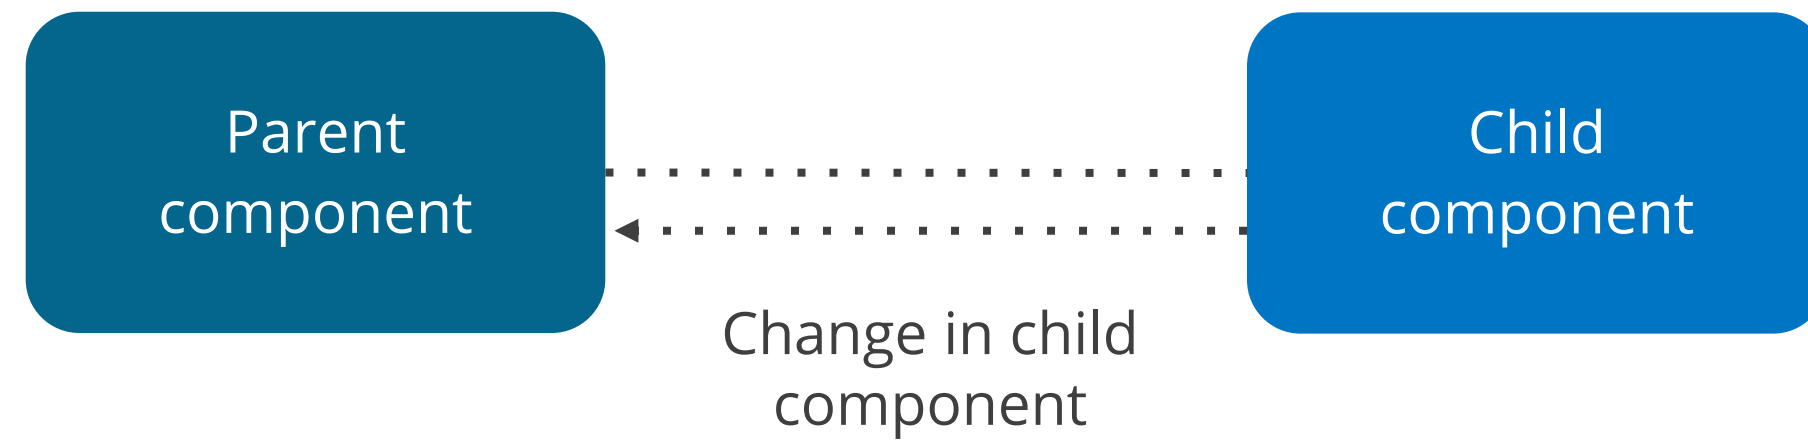 Parent
component
Child
component
Change in child
component